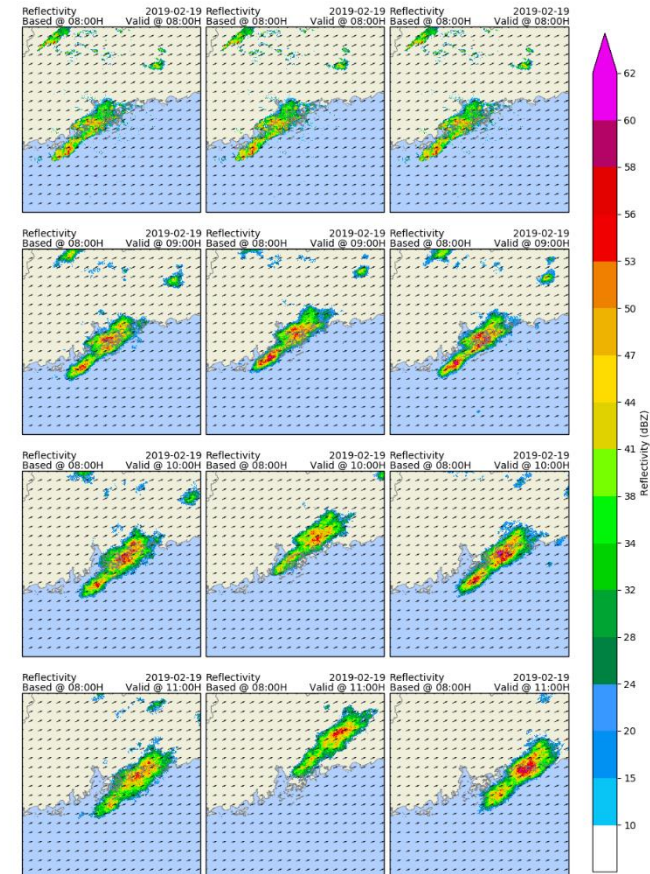 Reflectivity 2019-02-19
Based @ 08:00H Valid @ 08:00H
Reflectivity 2019-02-19
Based @ 08:00H Valid @ 08:00H
Reflectivity 2019-02-19
Based @ 08:00H Valid @ 08:00H
Reflectivity 2019-02-19
Based @ 08:00H Valid @ 09:00H
Reflectivity 2019-02-19
Based @ 08:00H Valid @ 09:00H
Reflectivity 2019-02-19
Based @ 08:00H Valid @ 09:00H
Reflectivity 2019-02-19
Based @ 08:00H Valid @ 10:00H
Reflectivity 2019-02-19
Based @ 08:00H Valid @ 10:00H
Reflectivity 2019-02-19
Based @ 08:00H Valid @ 10:00H
Reflectivity 2019-02-19
Based @ 08:00H Valid @ 11:00H
Reflectivity 2019-02-19
Based @ 08:00H Valid @ 11:00H
Reflectivity 2019-02-19
Based @ 08:00H Valid @ 11:00H
62
60
58
56
53
50
47
44
41
38
34
32
28
24
20
15
10
Reflectivity (dBZ)